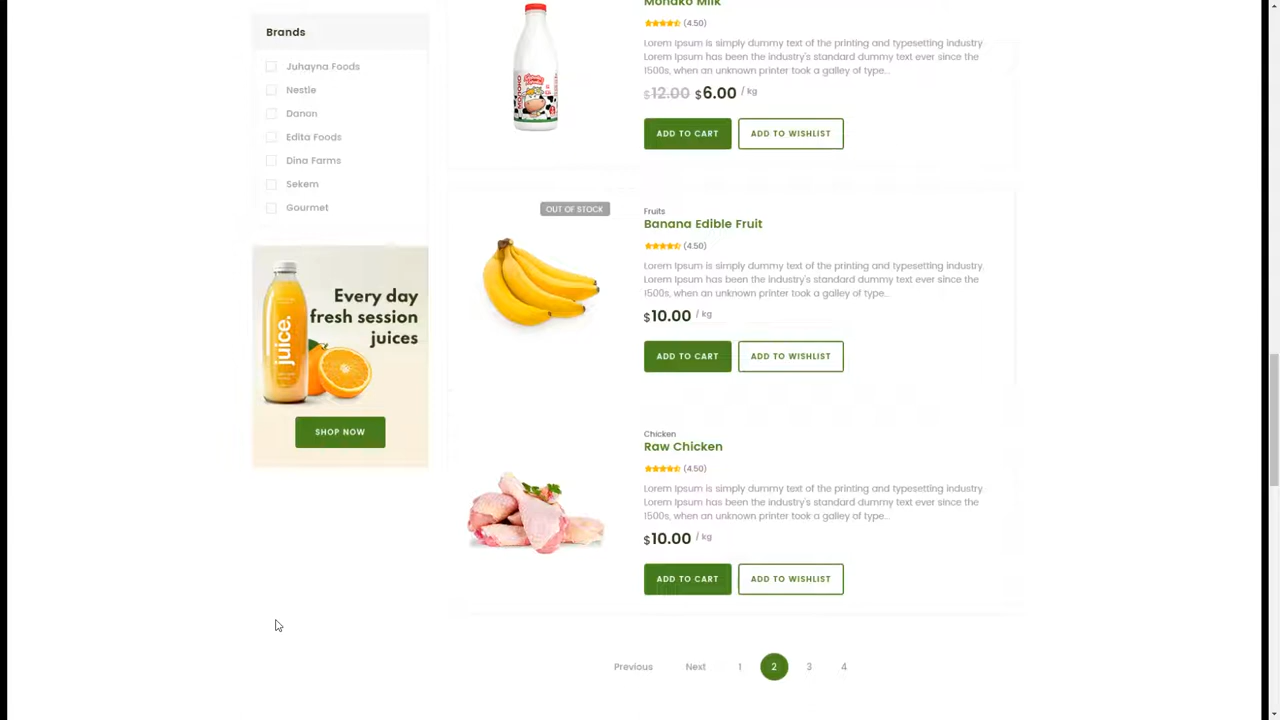 Brands
Juhayna Foods
Nestle
Danon
Edita Foods
Dina Farms
Sekem
Gourmet
juice.
Every day
fresh session
juices
SHOP NOW
Monako Milk
(4.50)
Lorem Ipsum is simply dummy text of the printing and typesetting industry.
Lorem Ipsum has been the industry's standard dummy text ever since the
1500s, when an unknown printer took a galley of type...
$12.00 $6.00 / kg
ADD TO CART ADD TO WISHLIST
OUT OF STOCK
Fruits
Banana Edible Fruit
(4.50)
Lorem Ipsum is simply dummy text of the printing and typesetting industry.
Lorem Ipsum has been the industry's standard dummy text ever since the
1500s, when an unknown printer took a galley of type...
$10.00 / kg
ADD TO CART ADD TO WISHLIST
Chicken
Raw Chicken
(4.50)
Lorem Ipsum is simply dummy text of the printing and typesetting industry.
Lorem Ipsum has been the industry's standard dummy text ever since the
1500s, when an unknown printer took a galley of type...
$10.00 / kg
ADD TO CART ADD TO WISHLIST
Previous Next 1 2 3 4